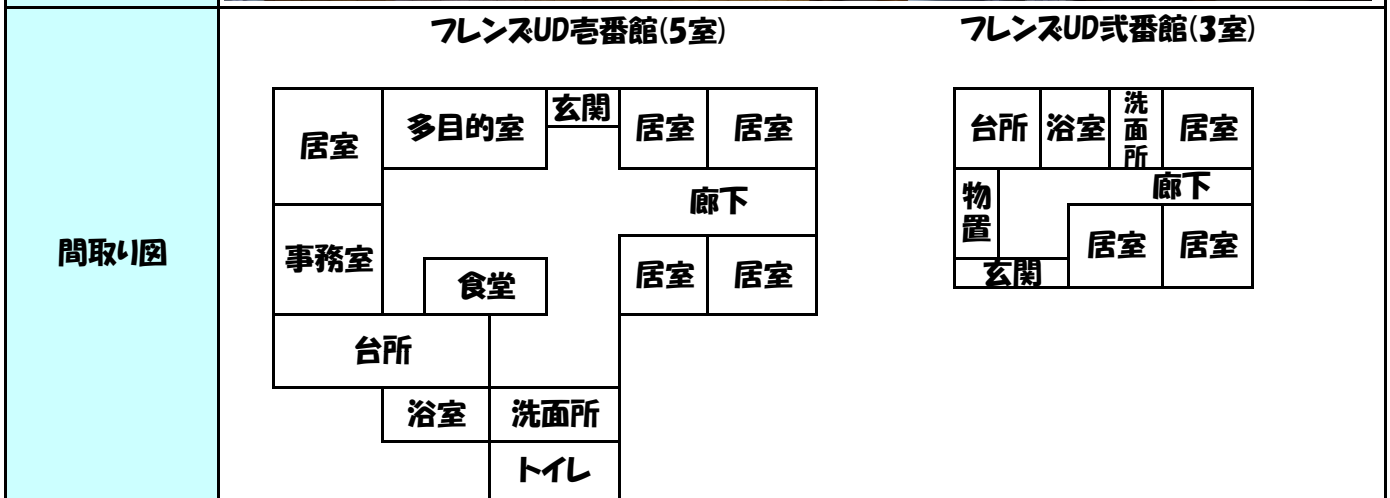 フレンズUD壱番館(5室)
フレンズUD弐番館(3室)
間取り図
居室
多目的室
玄関
居室
居室
廊下
事務室
食堂
居室
居室
台所
浴室
洗面所
トイレ
台所
浴室
洗面所
居室
物置
廊下
居室
居室
玄関